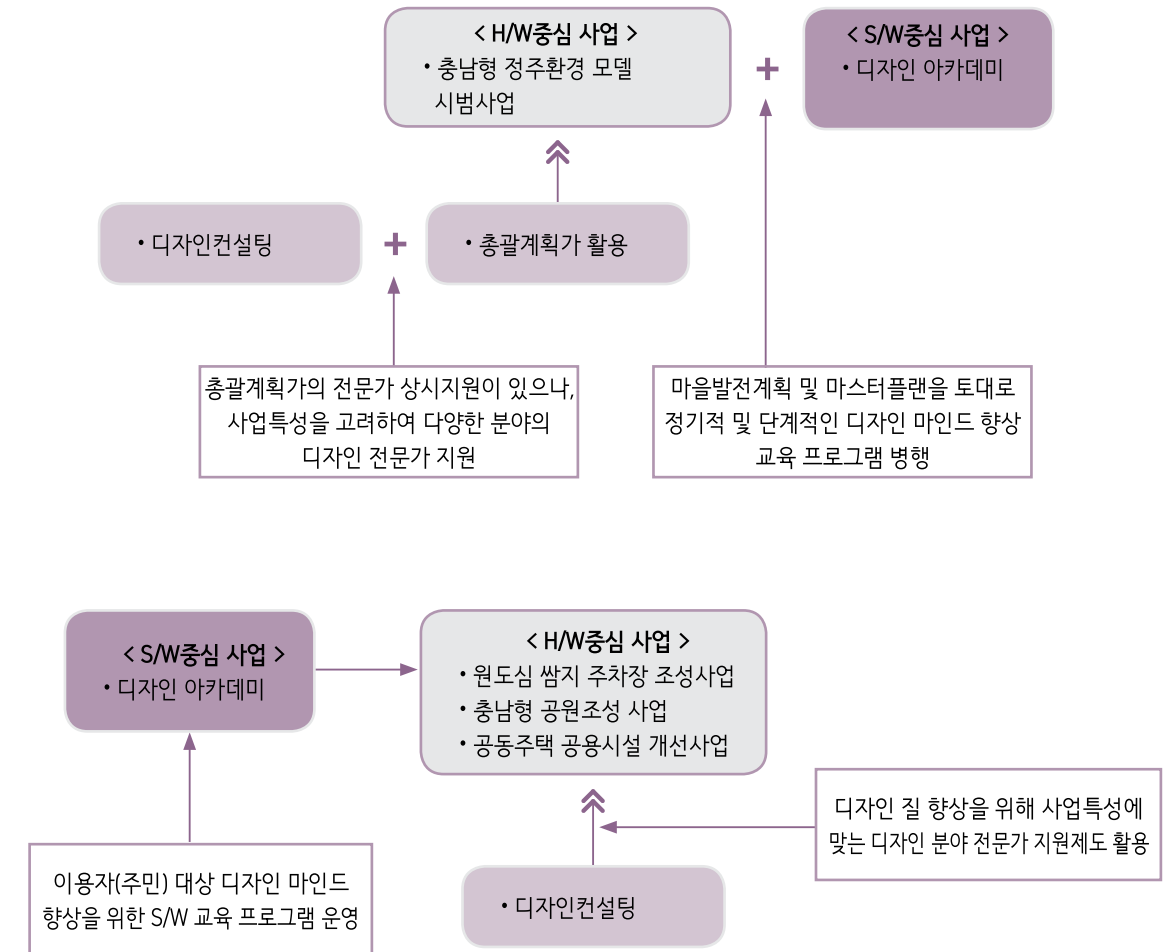 < H/W중심 사업 >
• 충남형 정주환경 모델
시범사업
+
< S/W중심 사업 >
• 디자인 아카데미
• 디자인컨설팅
+
• 총괄계획가 활용
총괄계획가의 전문가 상시지원이 있으나,
사업특성을 고려하여 다양한 분야의
디자인 전문가 지원
마을발전계획 및 마스터플랜을 토대로
정기적 및 단계적인 디자인 마인드 향상
교육 프로그램 병행
< S/W중심 사업 >
• 디자인 아카데미
< H/W중심 사업 >
• 원도심 쌈지 주차장 조성사업
• 충남형 공원조성 사업
• 공동주택 공용시설 개선사업
디자인 질 향상을 위해 사업특성에
맞는 디자인 분야 전문가 지원제도 활용
이용자(주민) 대상 디자인 마인드
향상을 위한 S/W 교육 프로그램 운영
• 디자인컨설팅